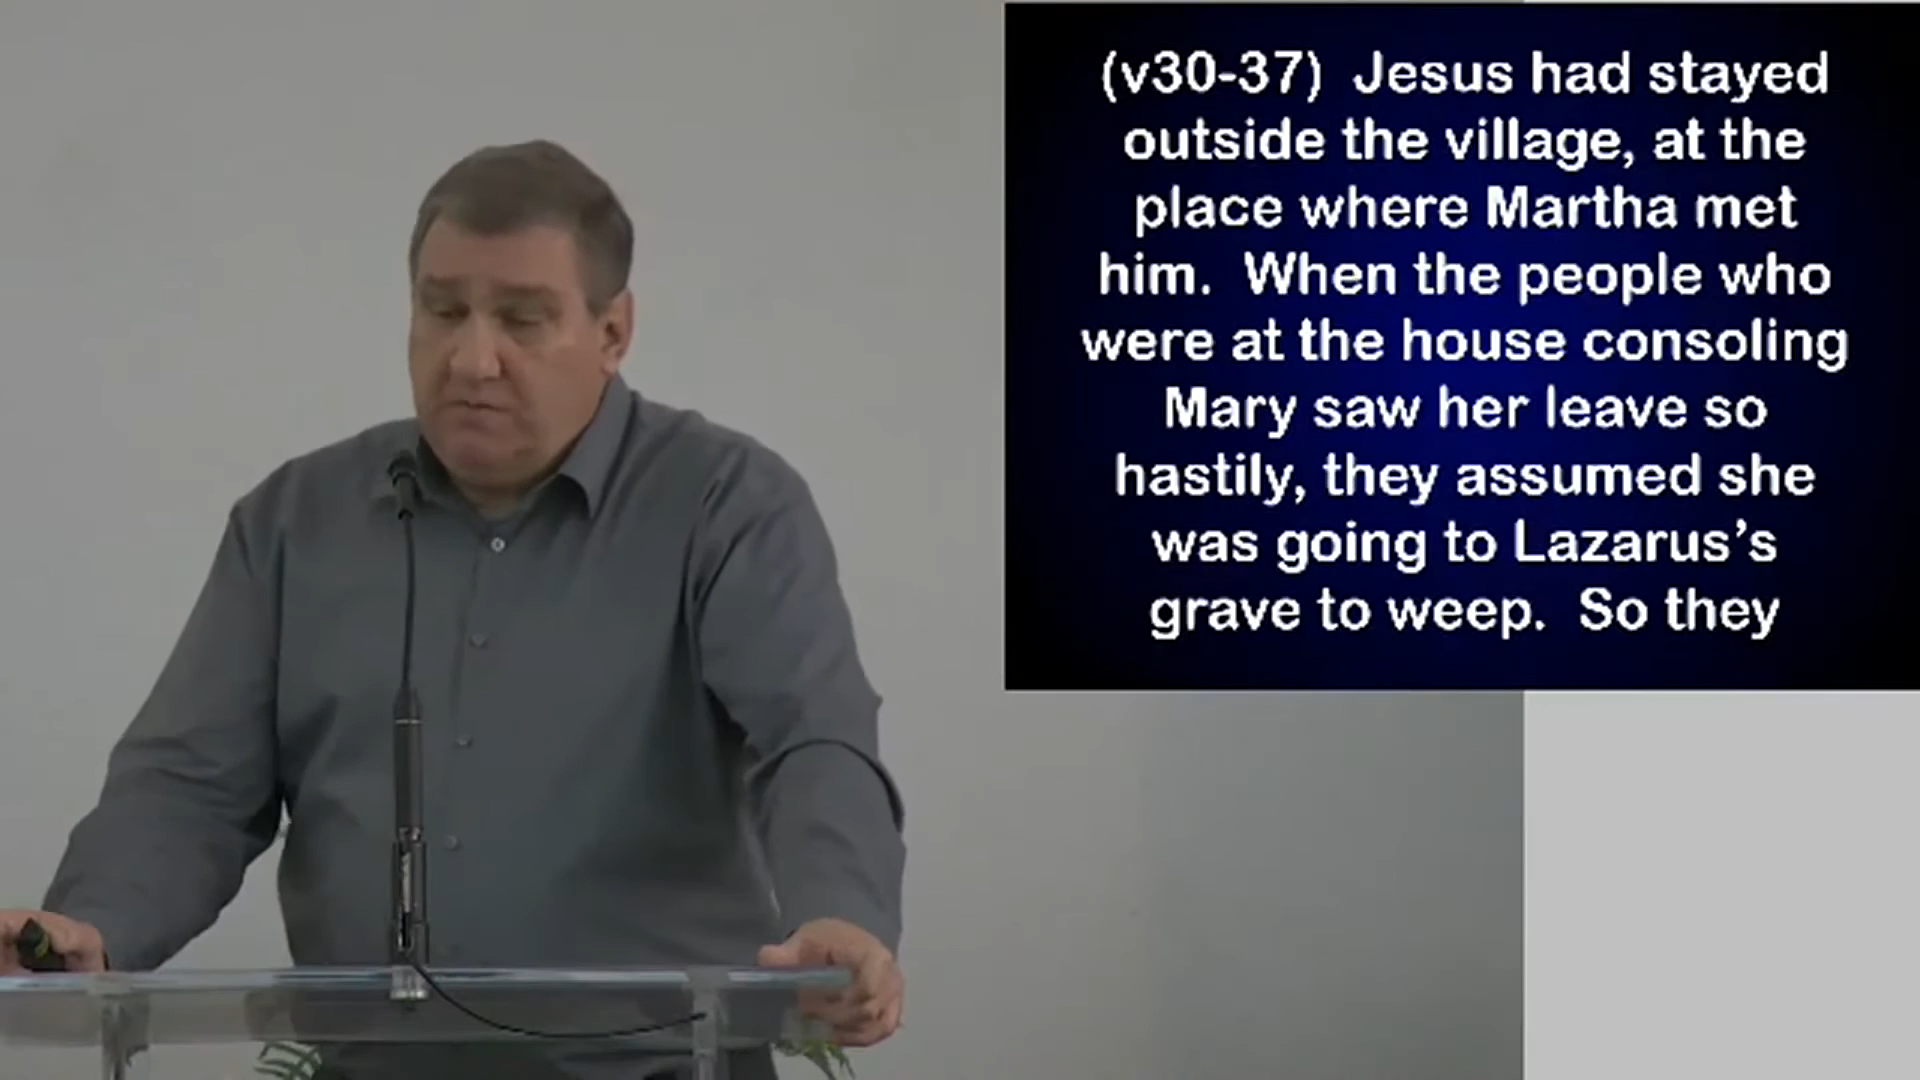 (v30-37) Jesus had stayed
outside the village, at the
place where Martha met
him. When the people who
were at the house consoling
Mary saw her leave so
hastily, they assumed she
was going to Lazarus’s
grave to weep. So they